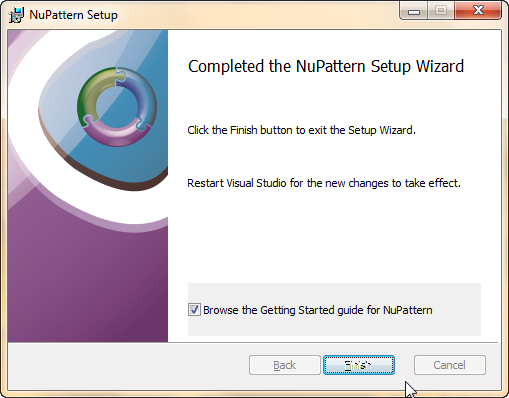 NuPattern Setup
Completed the NuPattern Setup Wizard
Click the Finish button to exit the Setup Wizard.
Restart Visual Studio for the new changes to take effect.
Browse the Getting Started guide for NuPattern
Back Finish Cancel